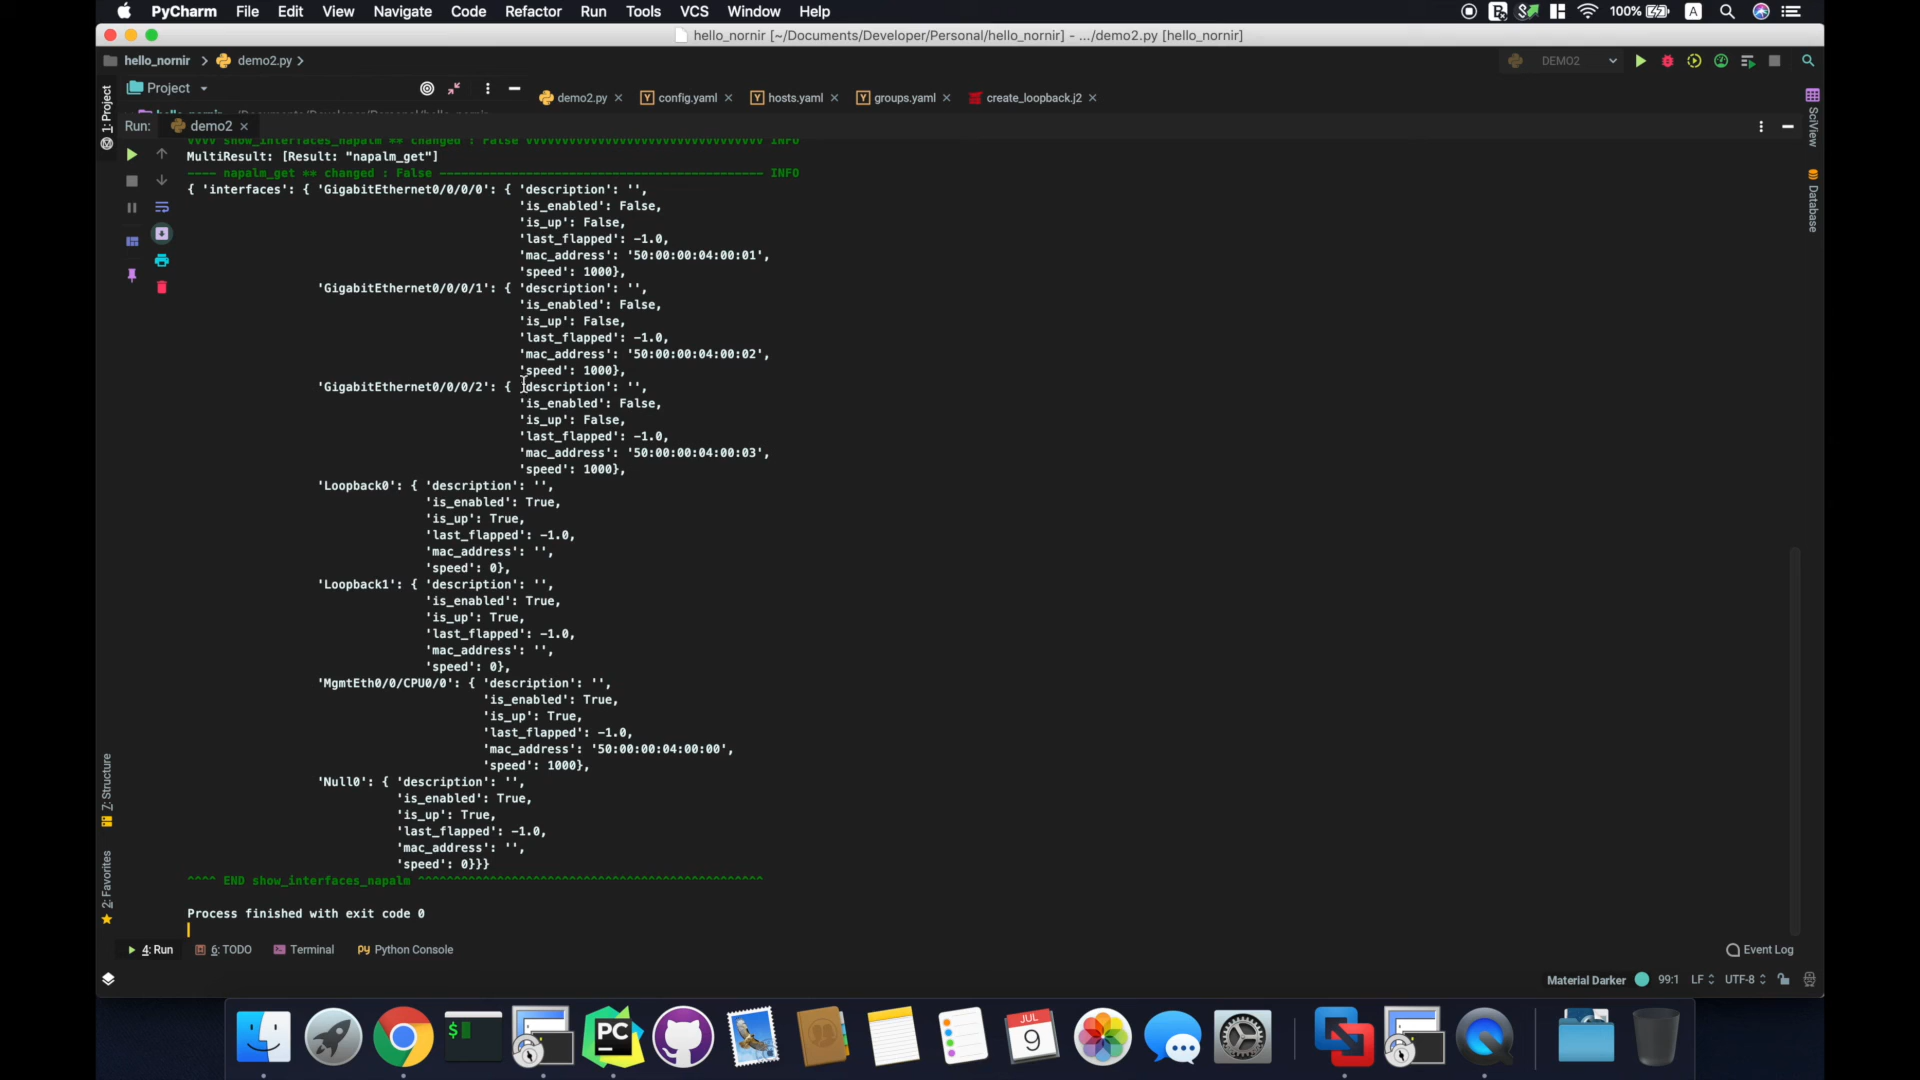 PyCharm File Edit View Navigate Code Refactor Run Tools VCS Window Help 100% A
hello_nornir [~/Documents/Developer/Personal/hello_nornir] - .../demo2.py [hello_nornir]
hello_nornir demo2.py DEMO2
Project
demo2.py config.yaml hosts.yaml groups.yaml create_loopback.j2
1: Project
SciView
Database
Run: demo2
vvvv show_interfaces_napalm ** changed : False vvvvvvvvvvvvvvvvvvvvvvvvvvvvvvvvv INFO
MultiResult: [Result: "napalm_get"]
---- napalm_get ** changed : False --------------------------------------------- INFO
{ 'interfaces': { 'GigabitEthernet0/0/0/0': { 'description': '',
'is_enabled': False,
'is_up': False,
'last_flapped': -1.0,
'mac_address': '50:00:00:04:00:01',
'speed': 1000},
'GigabitEthernet0/0/0/1': { 'description': '',
'is_enabled': False,
'is_up': False,
'last_flapped': -1.0,
'mac_address': '50:00:00:04:00:02',
'speed': 1000},
'GigabitEthernet0/0/0/2': { 'description': '',
'is_enabled': False,
'is_up': False,
'last_flapped': -1.0,
'mac_address': '50:00:00:04:00:03',
'speed': 1000},
'Loopback0': { 'description': '',
'is_enabled': True,
'is_up': True,
'last_flapped': -1.0,
'mac_address': '',
'speed': 0},
'Loopback1': { 'description': '',
'is_enabled': True,
'is_up': True,
'last_flapped': -1.0,
'mac_address': '',
'speed': 0},
'MgmtEth0/0/CPU0/0': { 'description': '',
'is_enabled': True,
'is_up': True,
'last_flapped': -1.0,
'mac_address': '50:00:00:04:00:00',
'speed': 1000},
'Null0': { 'description': '',
'is_enabled': True,
'is_up': True,
'last_flapped': -1.0,
'mac_address': '',
'speed': 0}}}
^^^^ END show_interfaces_napalm ^^^^^^^^^^^^^^^^^^^^^^^^^^^^^^^^^^^^^^^^^^^^^^^^
Process finished with exit code 0
7: Structure
2: Favorites
4: Run 6: TODO Terminal Python Console Event Log
Material Darker 99:1 LF UTF-8
PC
JUL
9